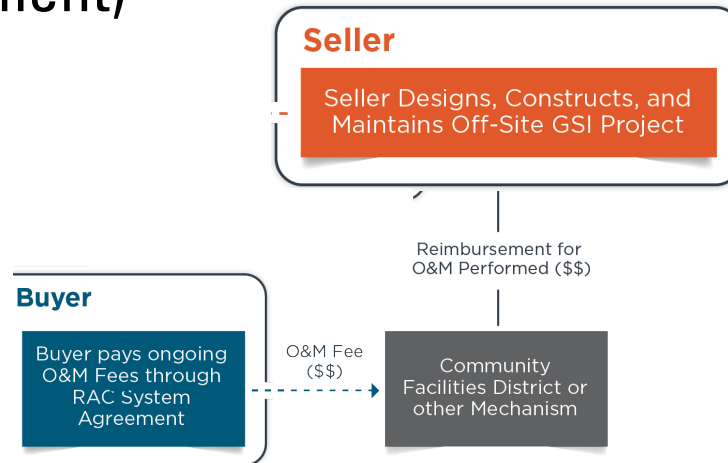 Seller
Seller Designs, Constructs, and
Maintains Off-Site GSI Project
Reimbursement for
O&M Performed ($$)
Buyer
Buyer pays ongoing
O&M Fees through
RAC System
Agreement
O&M Fee
($$)
Community
Facilities District or
other Mechanism